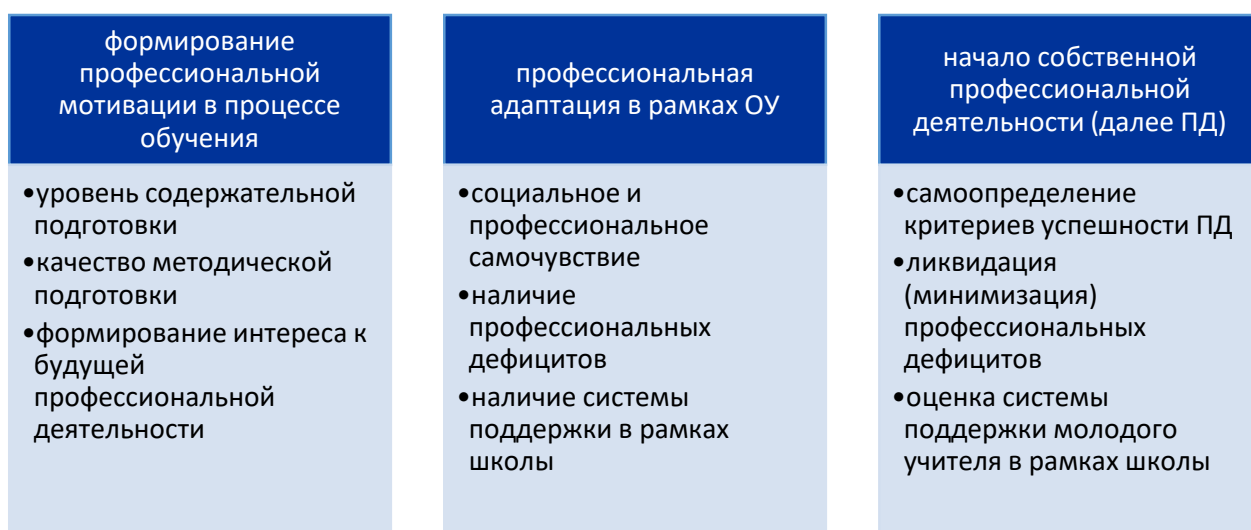 формирование
профессиональной
мотивации в процессе
обучения
•уровень содержательной
подготовки
•качество методической
подготовки
•формирование интереса к
будущей
профессиональной
деятельности
профессиональная
адаптация в рамках ОУ
•социальное и
профессиональное
самочувствие
•наличие
профессиональных
дефицитов
•наличие системы
поддержки в рамках
школы
начало собственной
профессиональной
деятельности (далее ПД)
•самоопределение
критериев успешности ПД
•ликвидация
(минимизация)
профессиональных
дефицитов
•оценка системы
поддержки молодого
учителя в рамках школы